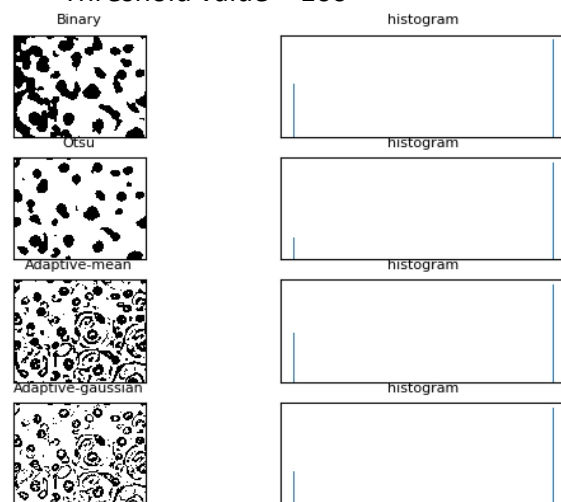 Threshold value
Binary
histogram
Otsu
histogram
Adaptive-mean
histogram
Adaptive-gaussian
histogram